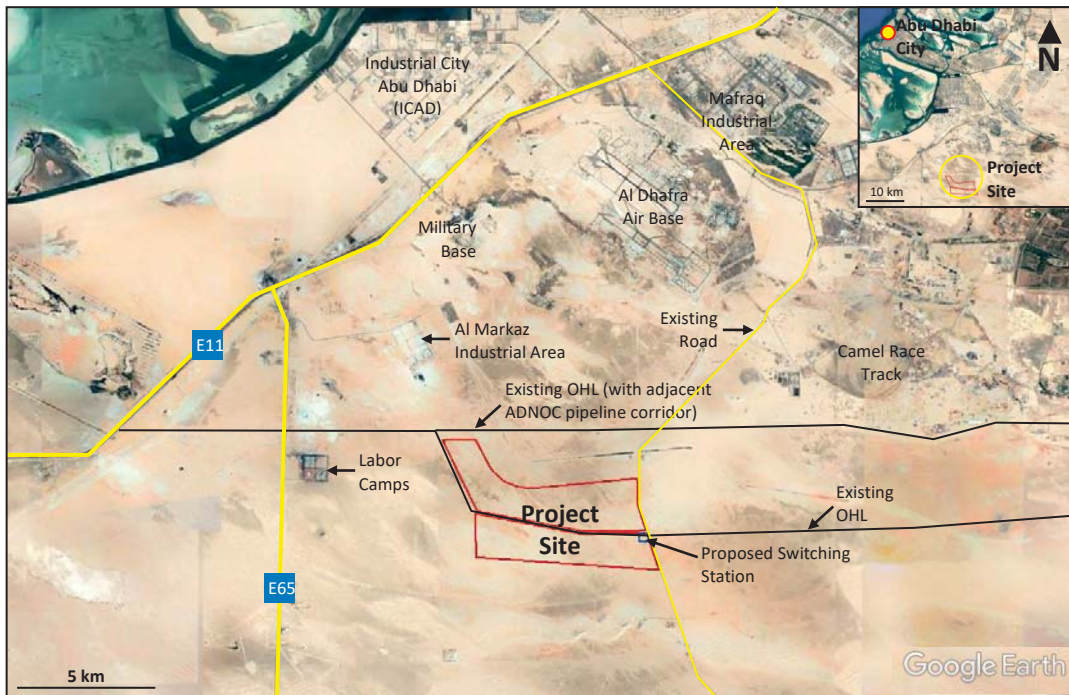 Industrial City
Abu Dhabi
(ICAD)
Mafraq
Industrial
Area
Abu Dhabi
City
N
Project
Site
10 km
Al Dhafra
Air Base
Military
Base
E11
Al Markaz
Industrial Area
Existing
Road
Camel Race
Track
Existing OHL (with adjacent
ADNOC pipeline corridor)
Labor
Camps
Existing
OHL
Project
Site
Proposed Switching
Station
E65
5 km
Google Earth